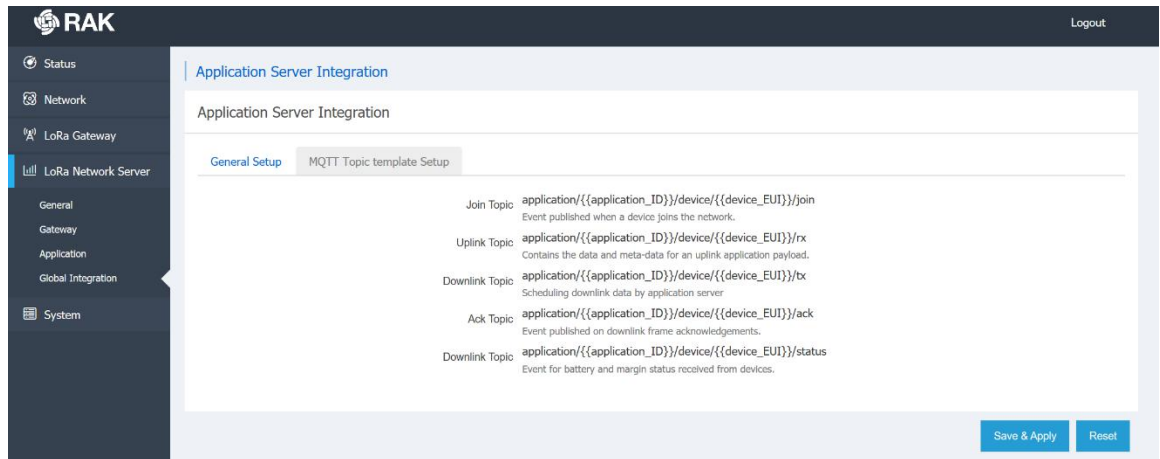 RAK
Logout
Status
Network
LoRa Gateway
LoRa Network Server
General
Gateway
Application
Global Integration
System
Application Server Integration
Application Server Integration
General Setup MQTT Topic template Setup
Join Topic application/{{application_ID}}/device/{{device_EUI}}/join
Event published when a device joins the network.
Uplink Topic application/{{application_ID}}/device/{{device_EUI}}/rx
Contains the data and meta-data for an uplink application payload.
Downlink Topic application/{{application_ID}}/device/{{device_EUI}}/tx
Scheduling downlink data by application server
Ack Topic application/{{application_ID}}/device/{{device_EUI}}/ack
Event published on downlink frame acknowledgements.
Downlink Topic application/{{application_ID}}/device/{{device_EUI}}/status
Event for battery and margin status received from devices.
Save & Apply Reset